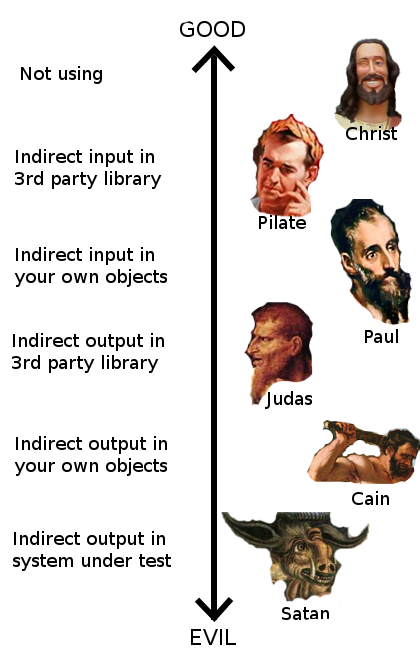 GOOD
Not using
Christ
Indirect input in
3rd party library
Pilate
Indirect input in
your own objects
Paul
Indirect output in
3rd party library
Judas
Indirect output in
your own objects
Cain
Indirect output in
system under test
Satan
EVIL